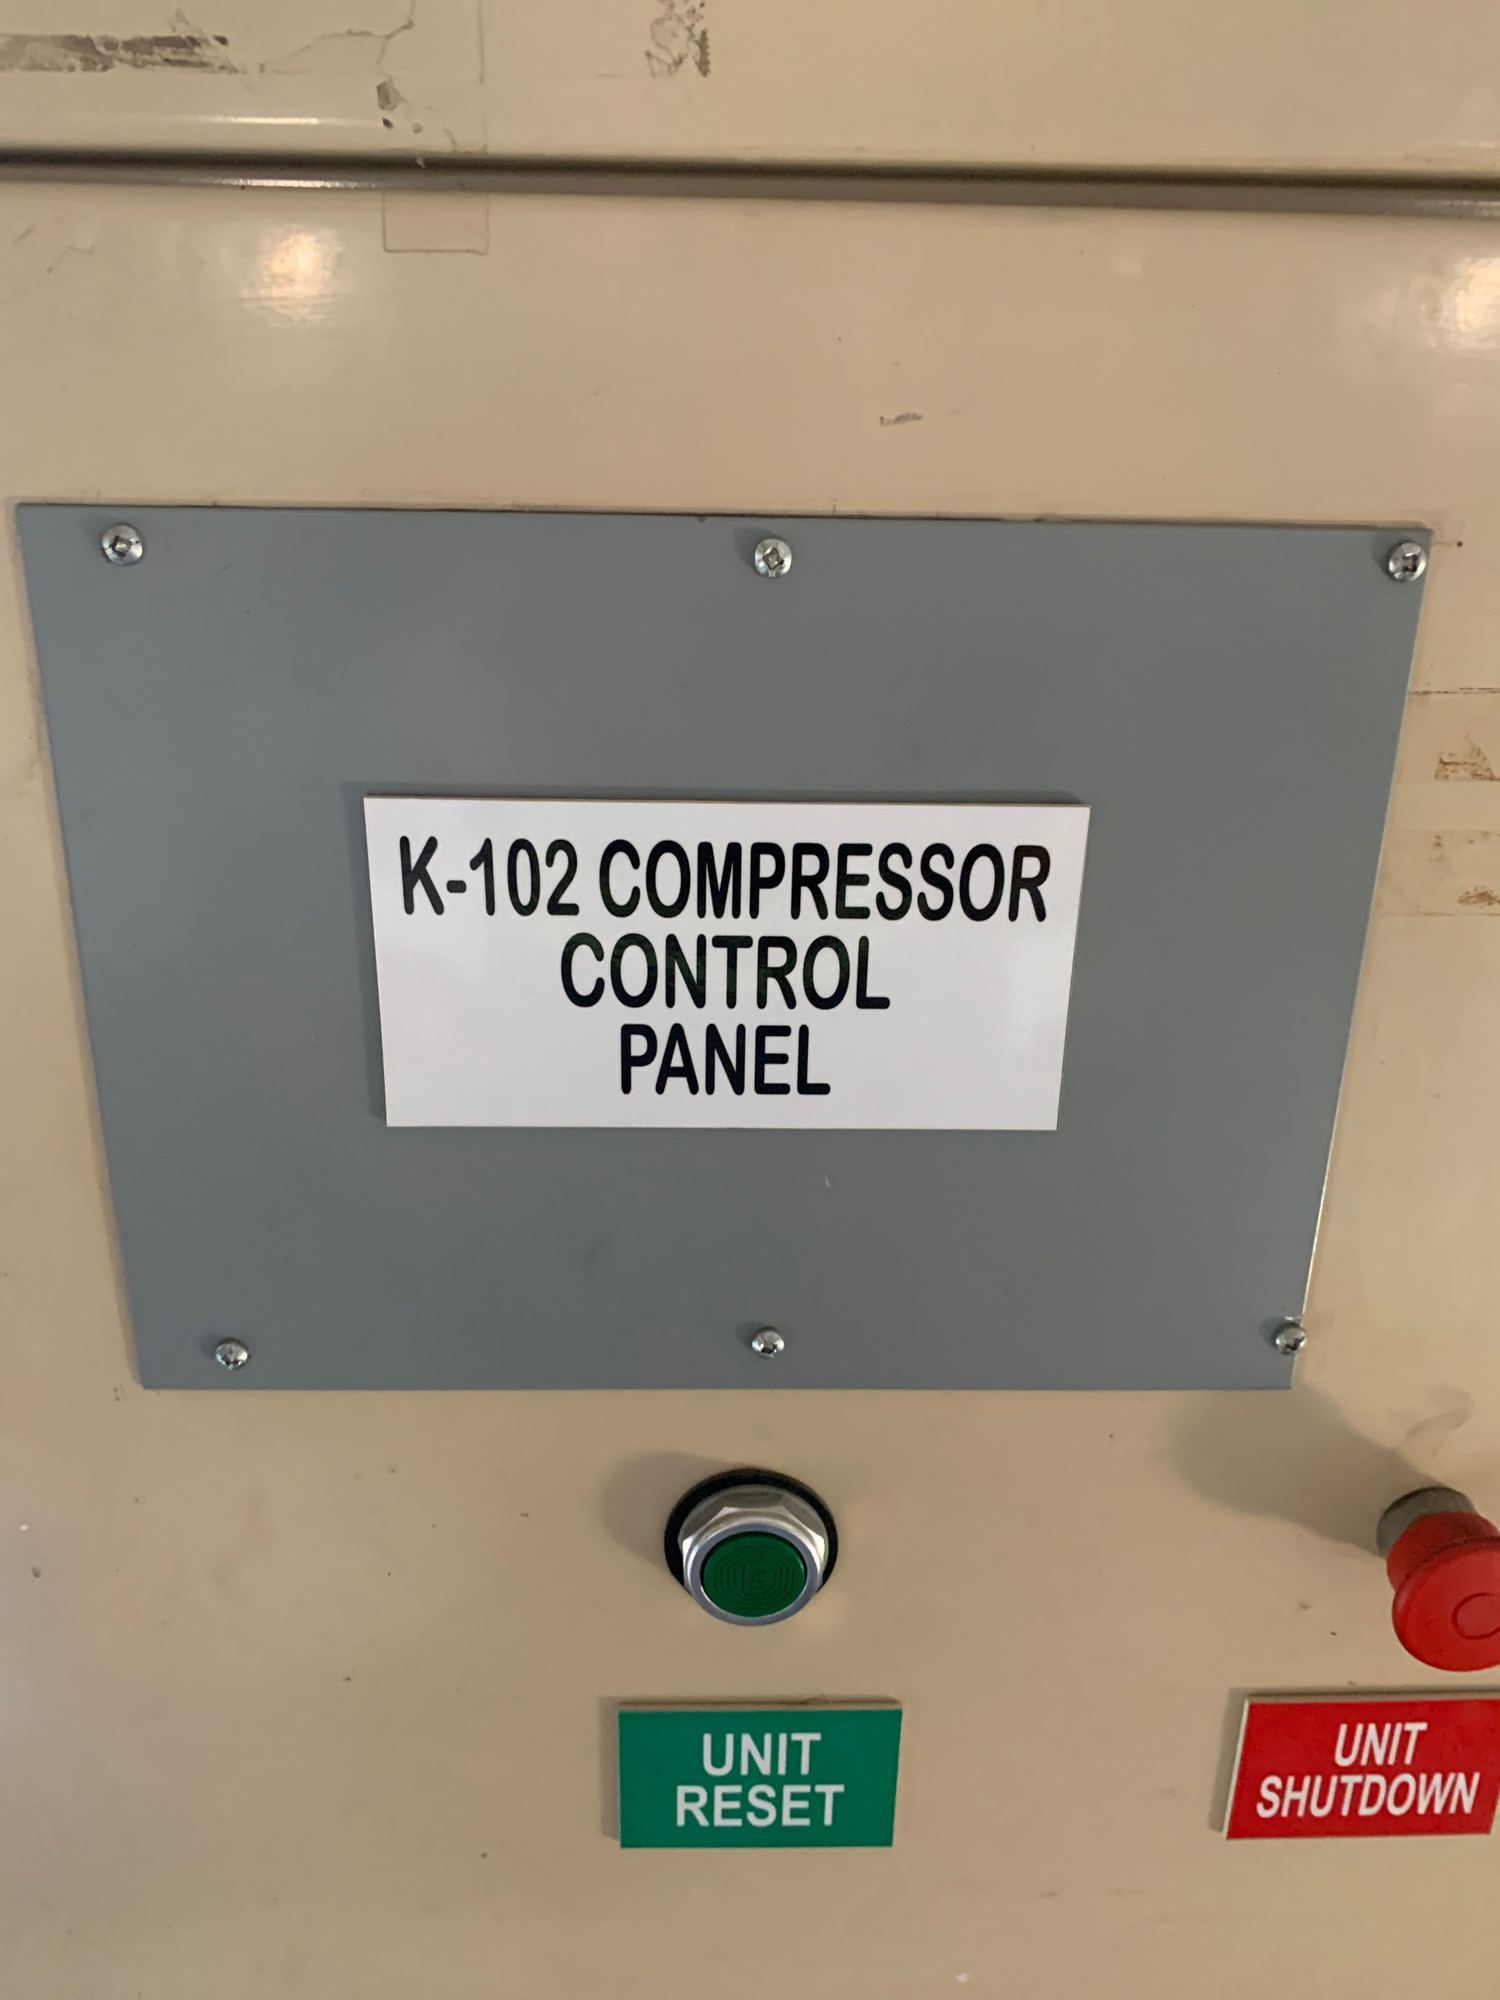 K-102 COMPRESSOR
CONTROL
PANEL
UNIT
RESET
UNIT
SHUTDOWN